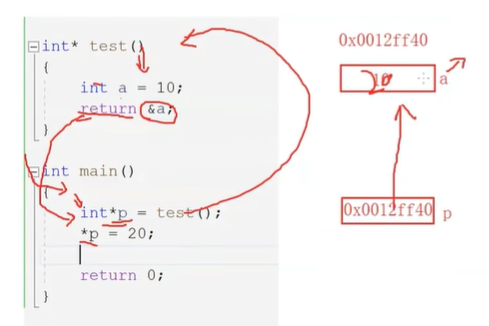 int* test()
{
int a = 10;
return &a;
}
int main()
{
int*p = test();
*p = 20;
return 0;
}
0x0012ff40
a
0x0012ff40 p